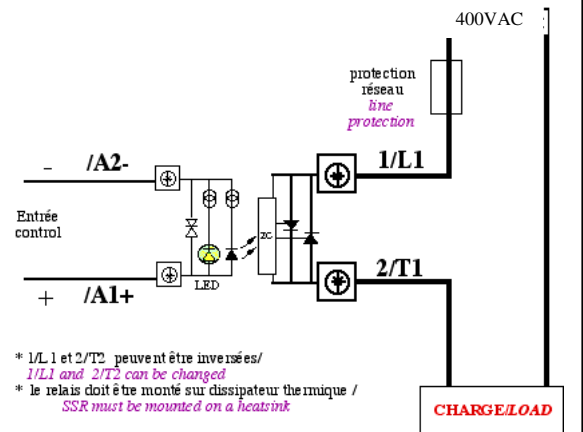 400VAC
protection
réseau
line
protection
- /A2-
1/L1
Entrée
control
ZC
LED
2/T1
+ /A1+
* 1/L1 et 2/T2 peuvent être inversées/
1/L1 and 2/T2 can be changed
* le relais doit être monté sur dissipateur thermique /
SSR must be mounted on a heatsink
CHARGE/LOAD